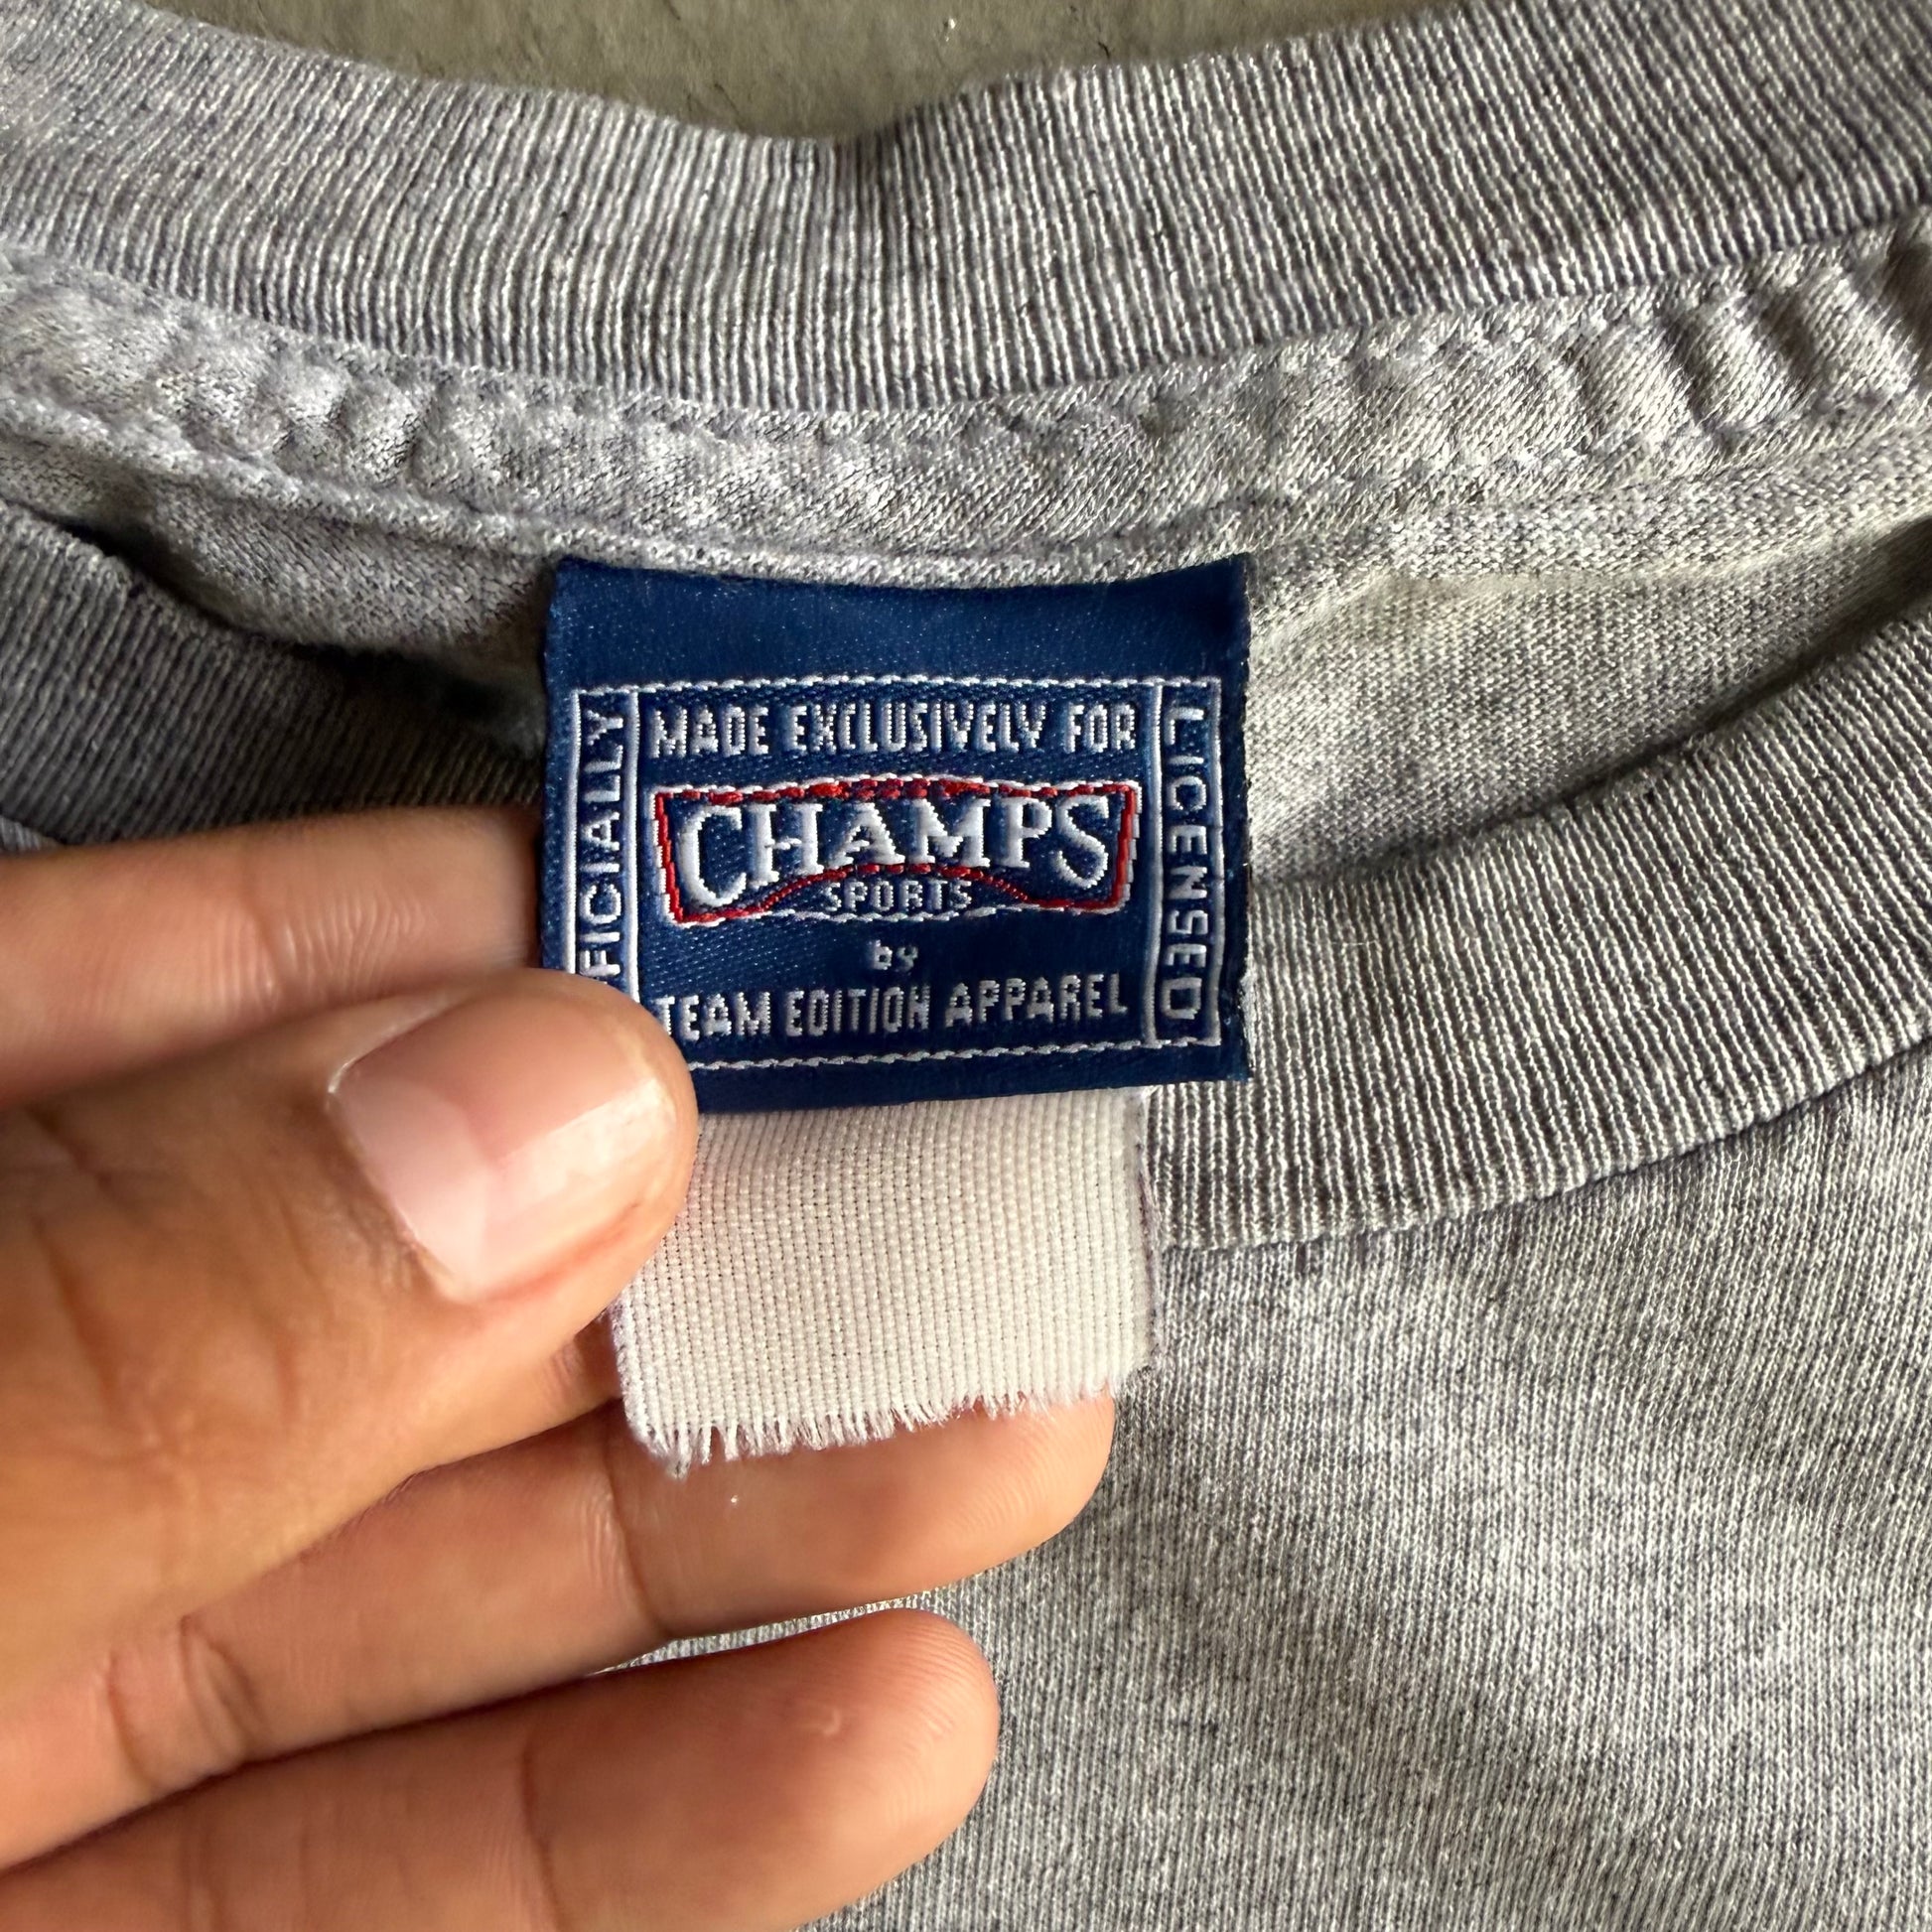 MADE EXCLUSIVELY FOR
CHAMPS
SPORTS
by
TEAM EDITION APPAREL
FICIALLY
LICENSED